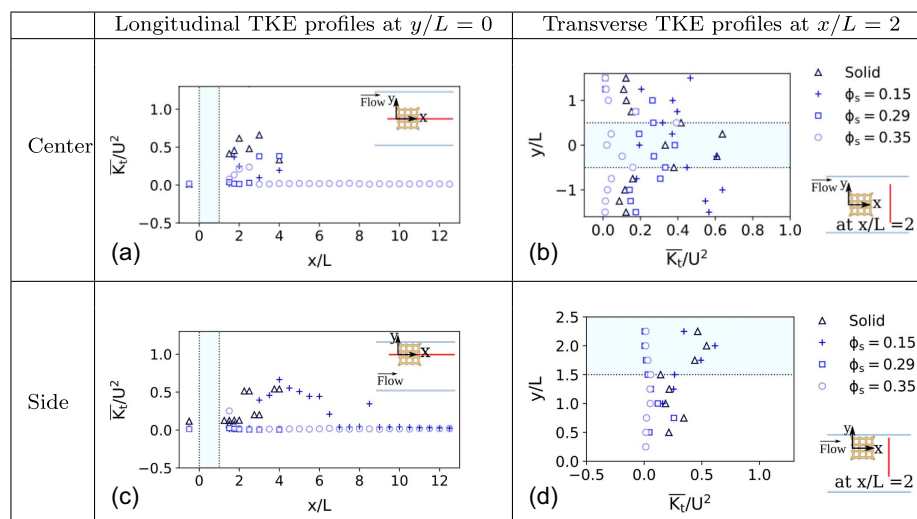 Longitudinal TKE profiles at y/L = 0
Transverse TKE profiles at x/L = 2
Center
1.0
0.5
0.0
−0.5
K̅t/U²
0 2 4 6 8 10 12
x/L
Flow
y
x
(a)
1
0
−1
y/L
0.0 0.2 0.4 0.6 0.8 1.0
K̅t/U²
(b)
Solid
ϕs = 0.15
ϕs = 0.29
ϕs = 0.35
Flow
y
x
at x/L=2
Side
1.0
0.5
0.0
−0.5
K̅t/U²
0 2 4 6 8 10 12
x/L
y
x
Flow
(c)
2.5
2.0
1.5
1.0
0.5
0.0
y/L
−0.5 0.0 0.5 1.0
K̅t/U²
(d)
Solid
ϕs = 0.15
ϕs = 0.29
ϕs = 0.35
y
Flow
x
at x/L=2